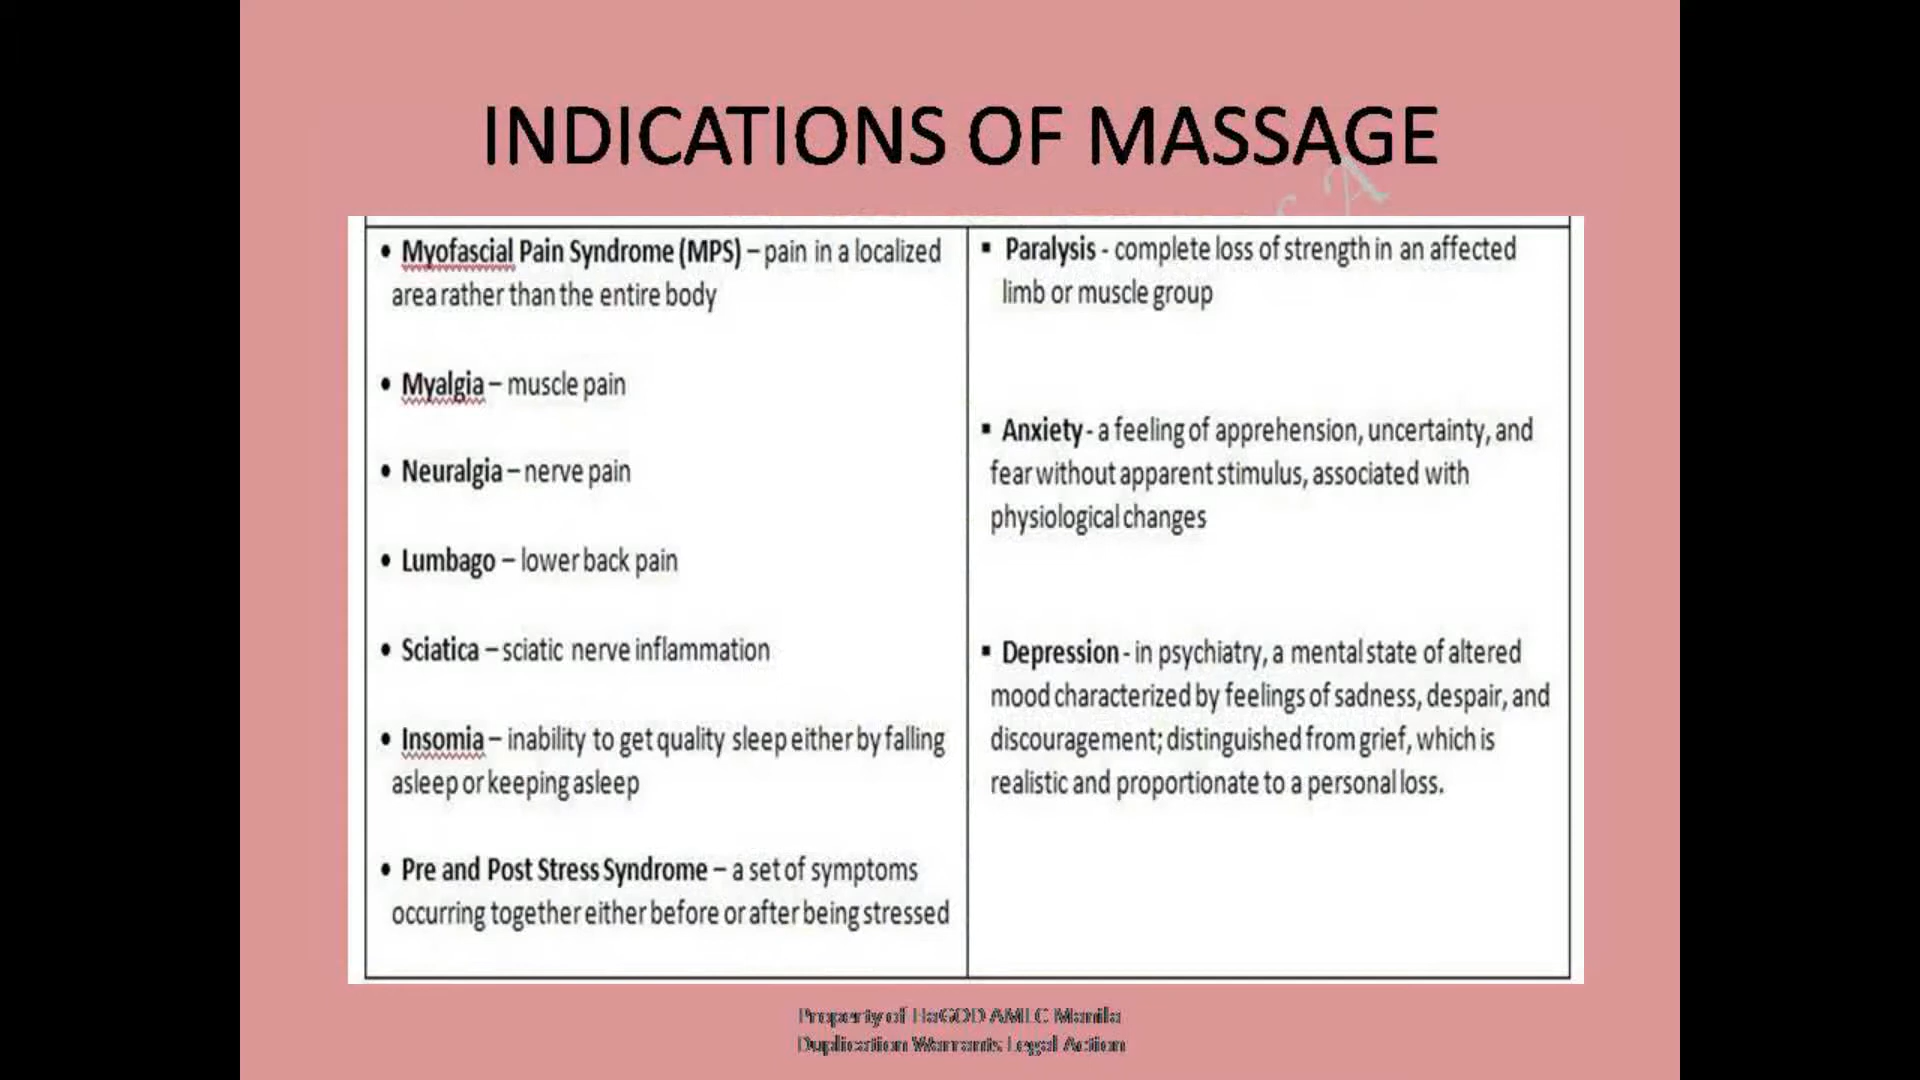 INDICATIONS OF MASSAGE
• Myofascial Pain Syndrome (MPS) – pain in a localized
area rather than the entire body
• Myalgia – muscle pain
• Neuralgia – nerve pain
• Lumbago – lower back pain
• Sciatica – sciatic nerve inflammation
• Insomia – inability to get quality sleep either by falling
asleep or keeping asleep
• Pre and Post Stress Syndrome – a set of symptoms
occurring together either before or after being stressed
▪ Paralysis - complete loss of strength in an affected
limb or muscle group
▪ Anxiety - a feeling of apprehension, uncertainty, and
fear without apparent stimulus, associated with
physiological changes
▪ Depression - in psychiatry, a mental state of altered
mood characterized by feelings of sadness, despair, and
discouragement; distinguished from grief, which is
realistic and proportionate to a personal loss.
Property of HaGOD AMLC Manila
Duplication Warrants Legal Action